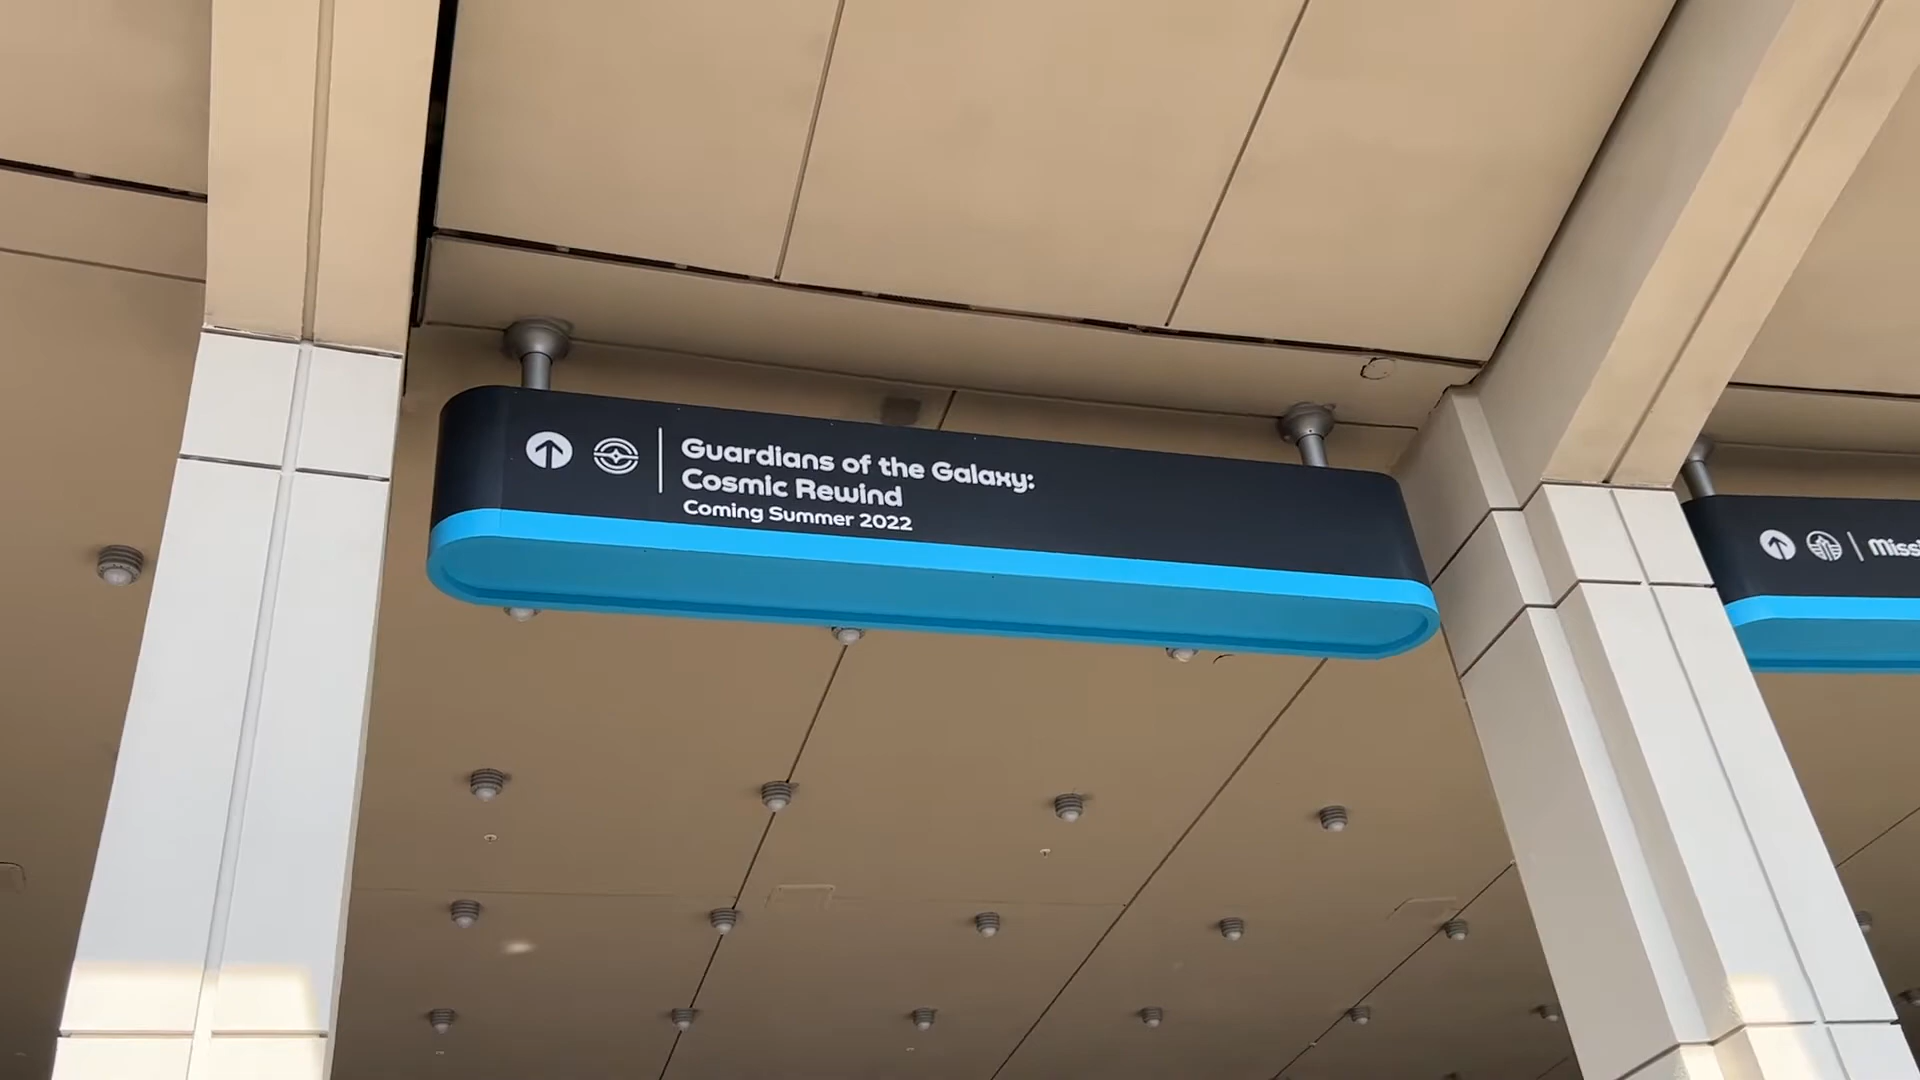 Guardians of the Galaxy:
Cosmic Rewind
Coming Summer 2022